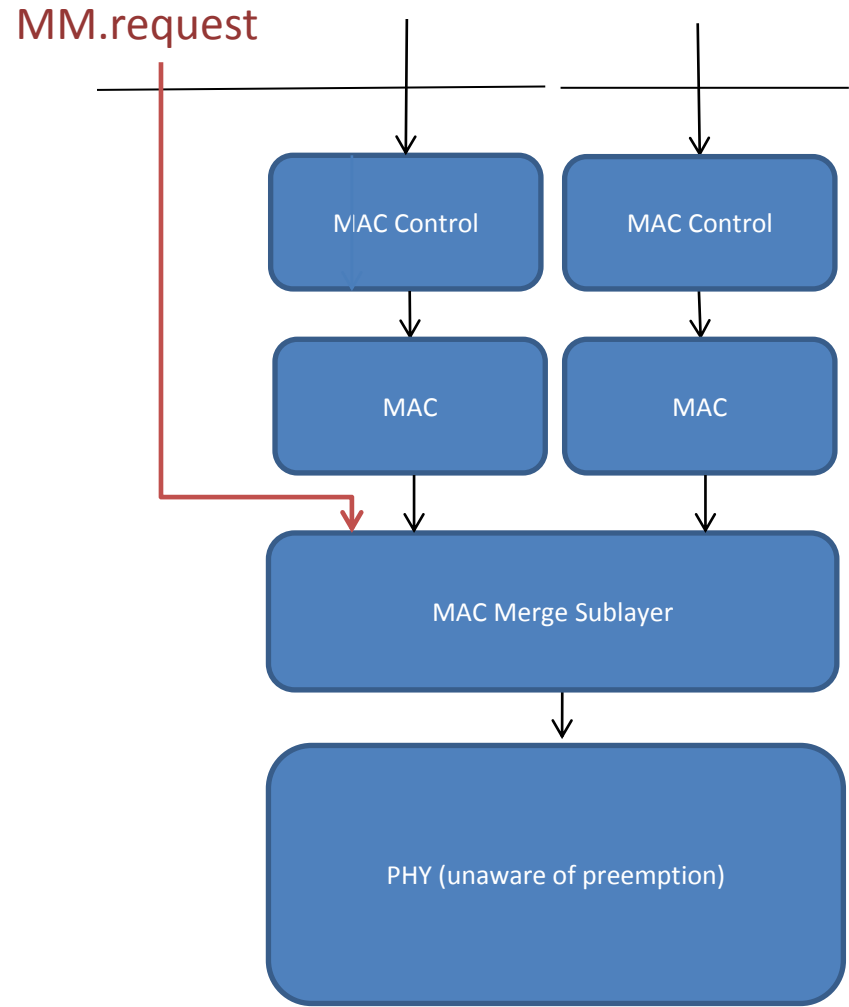 MM.request
MAC Control
MAC Control
MAC
MAC
MAC Merge Sublayer
PHY (unaware of preemption)